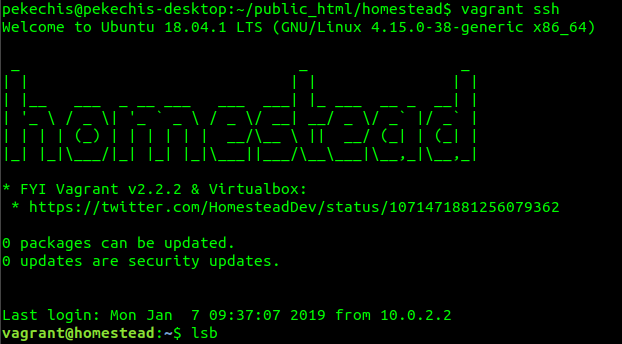 pekechis@pekechis-desktop:~/public_html/homestead$ vagrant ssh
Welcome to Ubuntu 18.04.1 LTS (GNU/Linux 4.15.0-38-generic x86_64)
homestead
* FYI Vagrant v2.2.2 & Virtualbox:
* https://twitter.com/HomesteadDev/status/1071471881256079362
0 packages can be updated.
0 updates are security updates.
Last login: Mon Jan  7 09:37:07 2019 from 10.0.2.2
vagrant@homestead:~$ lsb